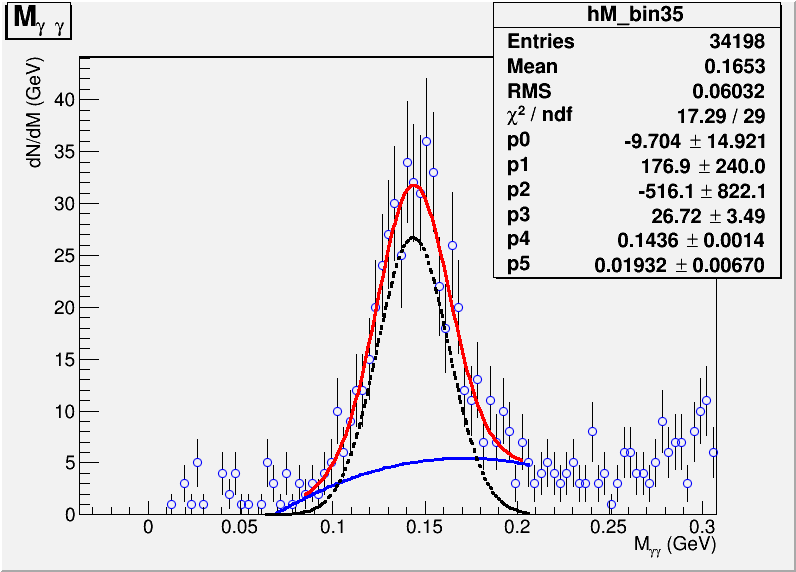 M_γ γ
hM_bin35
Entries 34198
Mean 0.1653
RMS 0.06032
χ² / ndf 17.29 / 29
p0 -9.704 ± 14.921
p1 176.9 ± 240.0
p2 -516.1 ± 822.1
p3 26.72 ± 3.49
p4 0.1436 ± 0.0014
p5 0.01932 ± 0.00670
dN/dM (GeV)
40
35
30
25
20
15
10
5
0
0 0.05 0.1 0.15 0.2 0.25 0.3
M_γγ (GeV)